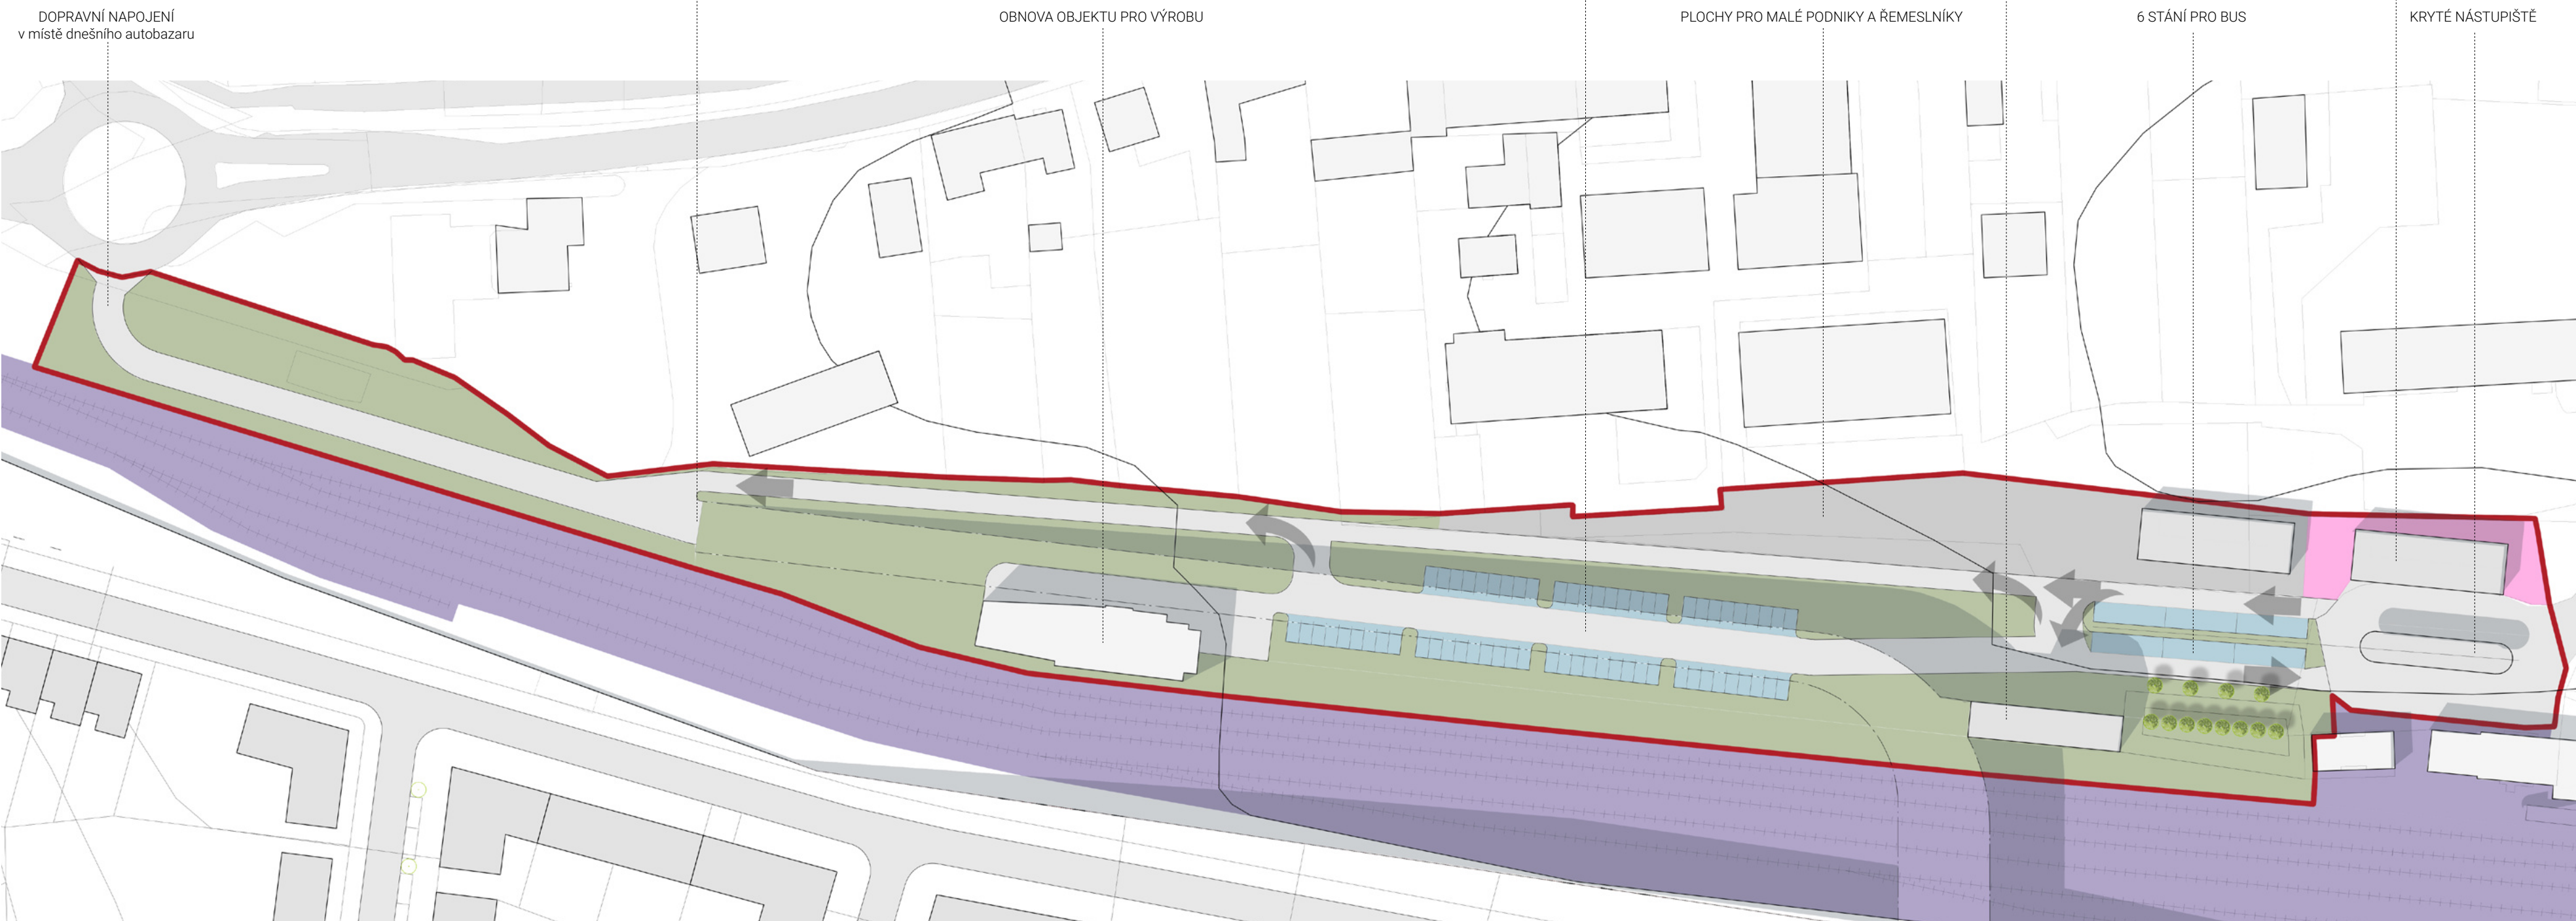 DOPRAVNÍ NAPOJENÍ
v místě dnešního autobazaru
OBNOVA OBJEKTU PRO VÝROBU
PLOCHY PRO MALÉ PODNIKY A ŘEMESLNÍKY
6 STÁNÍ PRO BUS
KRYTÉ NÁSTUPIŠTĚ